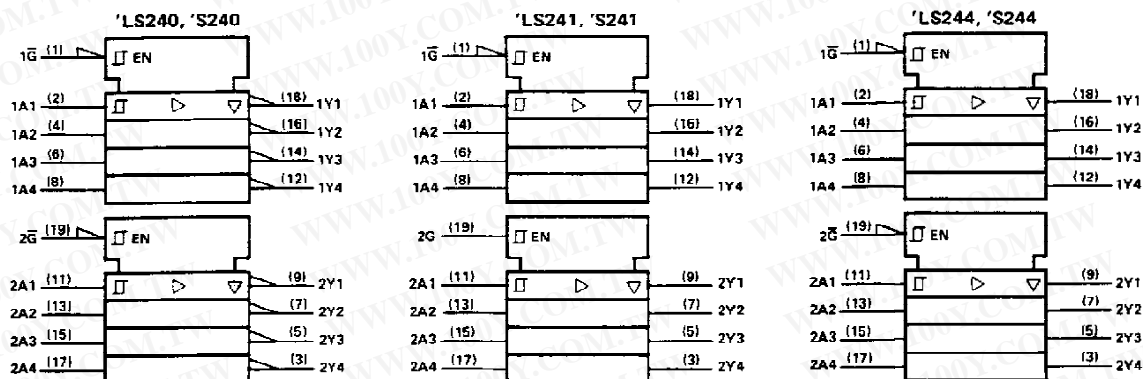 'LS240, 'S240
1G̅ (1) EN
1A1 (2) (18) 1Y1
1A2 (4) (16) 1Y2
1A3 (6) (14) 1Y3
1A4 (8) (12) 1Y4
2G̅ (19) EN
2A1 (11) (9) 2Y1
2A2 (13) (7) 2Y2
2A3 (15) (5) 2Y3
2A4 (17) (3) 2Y4
'LS241, 'S241
1G̅ (1) EN
1A1 (2) (18) 1Y1
1A2 (4) (16) 1Y2
1A3 (6) (14) 1Y3
1A4 (8) (12) 1Y4
2G (19) EN
2A1 (11) (9) 2Y1
2A2 (13) (7) 2Y2
2A3 (15) (5) 2Y3
2A4 (17) (3) 2Y4
'LS244, 'S244
1G̅ (1) EN
1A1 (2) (18) 1Y1
1A2 (4) (16) 1Y2
1A3 (6) (14) 1Y3
1A4 (8) (12) 1Y4
2G̅ (19) EN
2A1 (11) (9) 2Y1
2A2 (13) (7) 2Y2
2A3 (15) (5) 2Y3
2A4 (17) (3) 2Y4
WWW.100Y.COM.TW